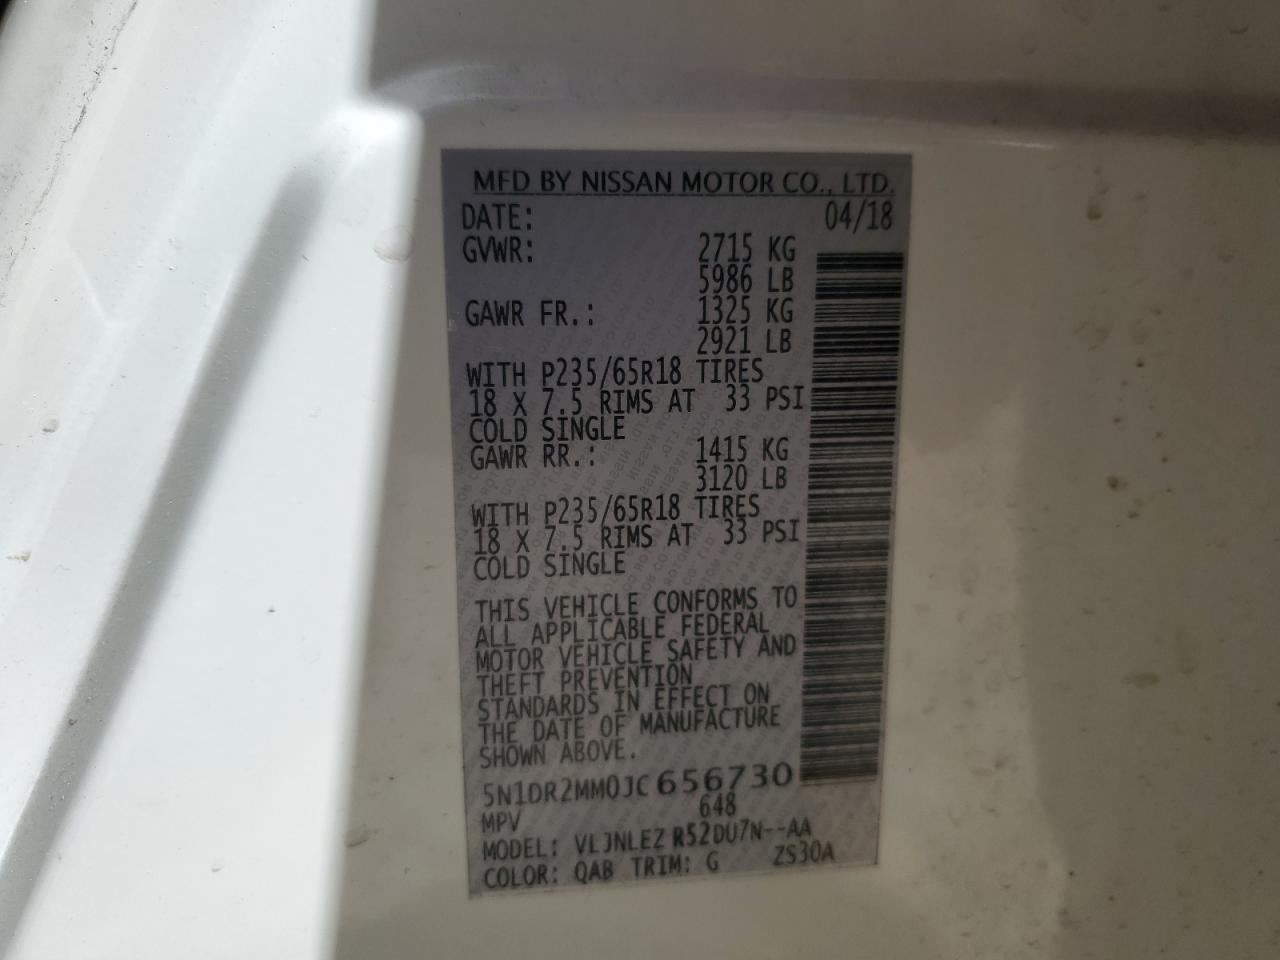 MFD BY NISSAN MOTOR CO., LTD.
DATE: 04/18
GVWR: 2715 KG
5986 LB
GAWR FR.: 1325 KG
2921 LB
WITH P235/65R18 TIRES
18 X 7.5 RIMS AT 33 PSI
COLD SINGLE
GAWR RR.: 1415 KG
3120 LB
WITH P235/65R18 TIRES
18 X 7.5 RIMS AT 33 PSI
COLD SINGLE
THIS VEHICLE CONFORMS TO
ALL APPLICABLE FEDERAL
MOTOR VEHICLE SAFETY AND
THEFT PREVENTION
STANDARDS IN EFFECT ON
THE DATE OF MANUFACTURE
SHOWN ABOVE.
5N1DR2MM0JC656730
MPV 648
MODEL: VLJNLEZ R52DU7N--AA
COLOR: QAB TRIM: G ZS30A